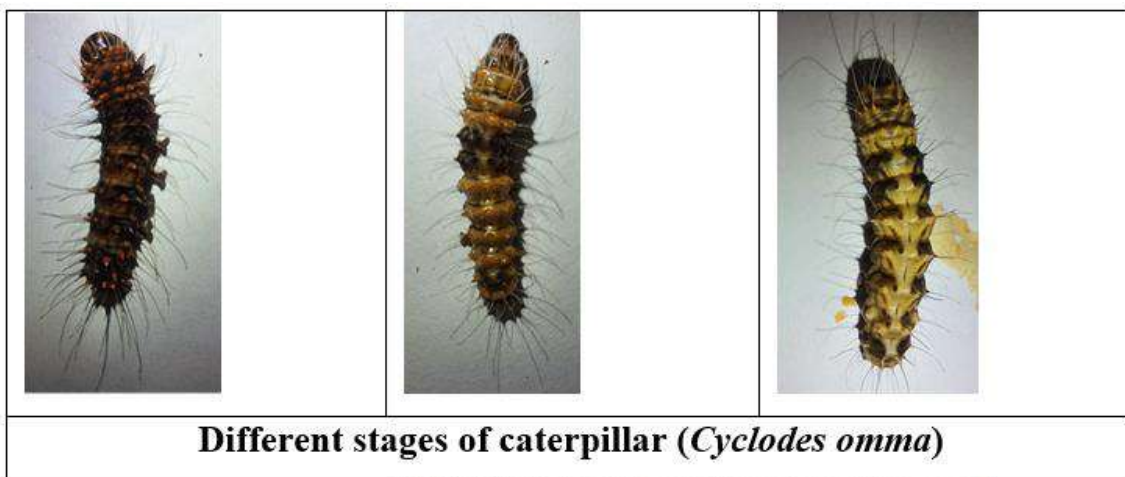 Different stages of caterpillar (Cyclodes omma)